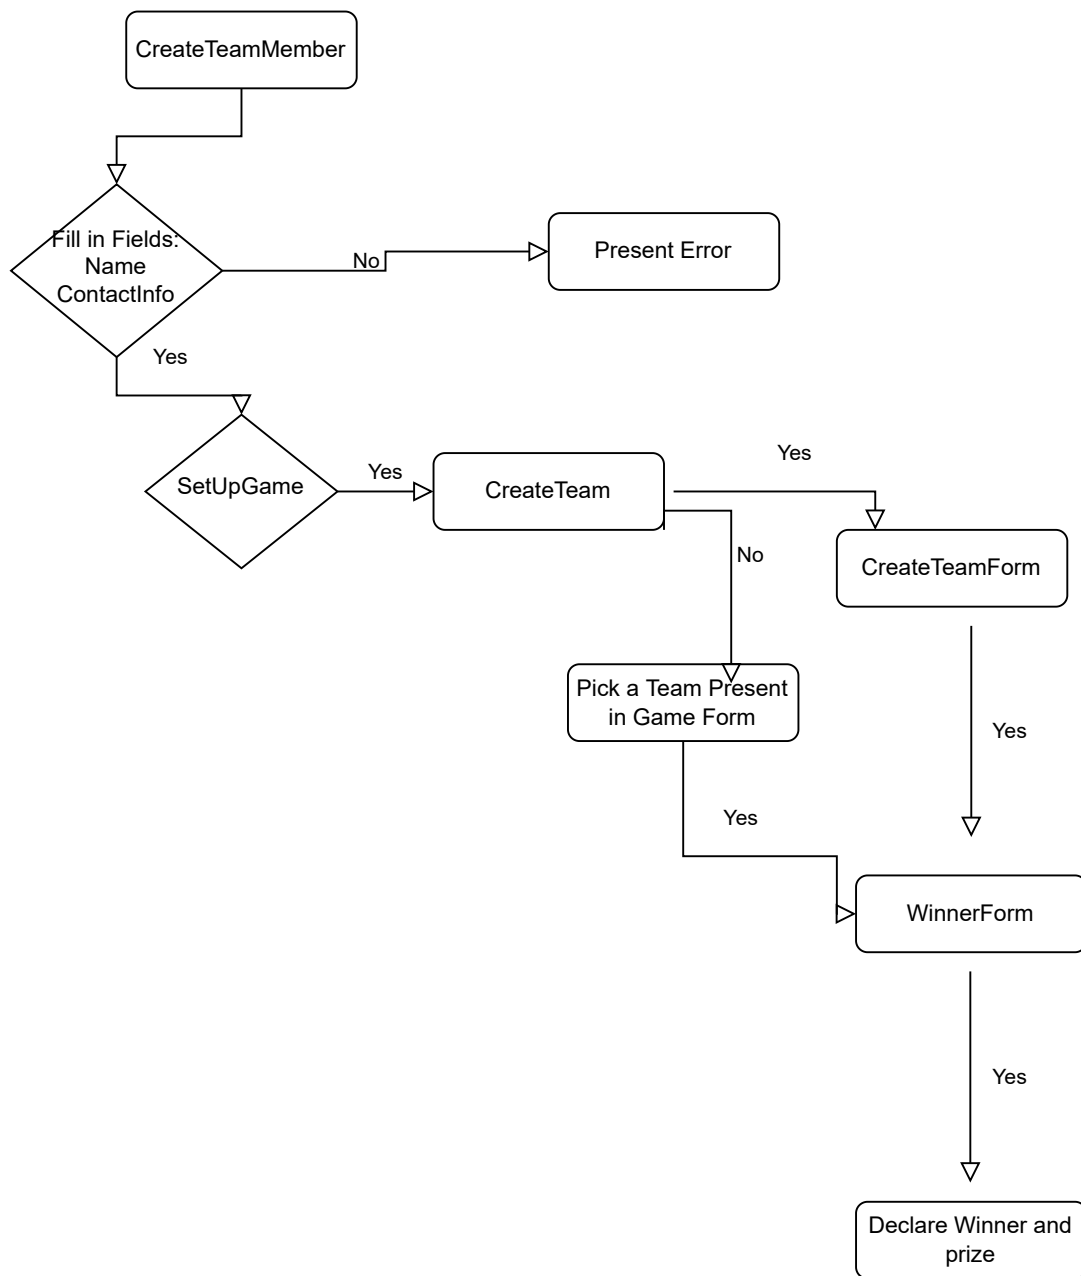 CreateTeamMember
Fill in Fields:
Name
ContactInfo
No
Present Error
Yes
SetUpGame
Yes
CreateTeam
Yes
No
CreateTeamForm
Pick a Team Present
in Game Form
Yes
Yes
WinnerForm
Yes
Declare Winner and
prize